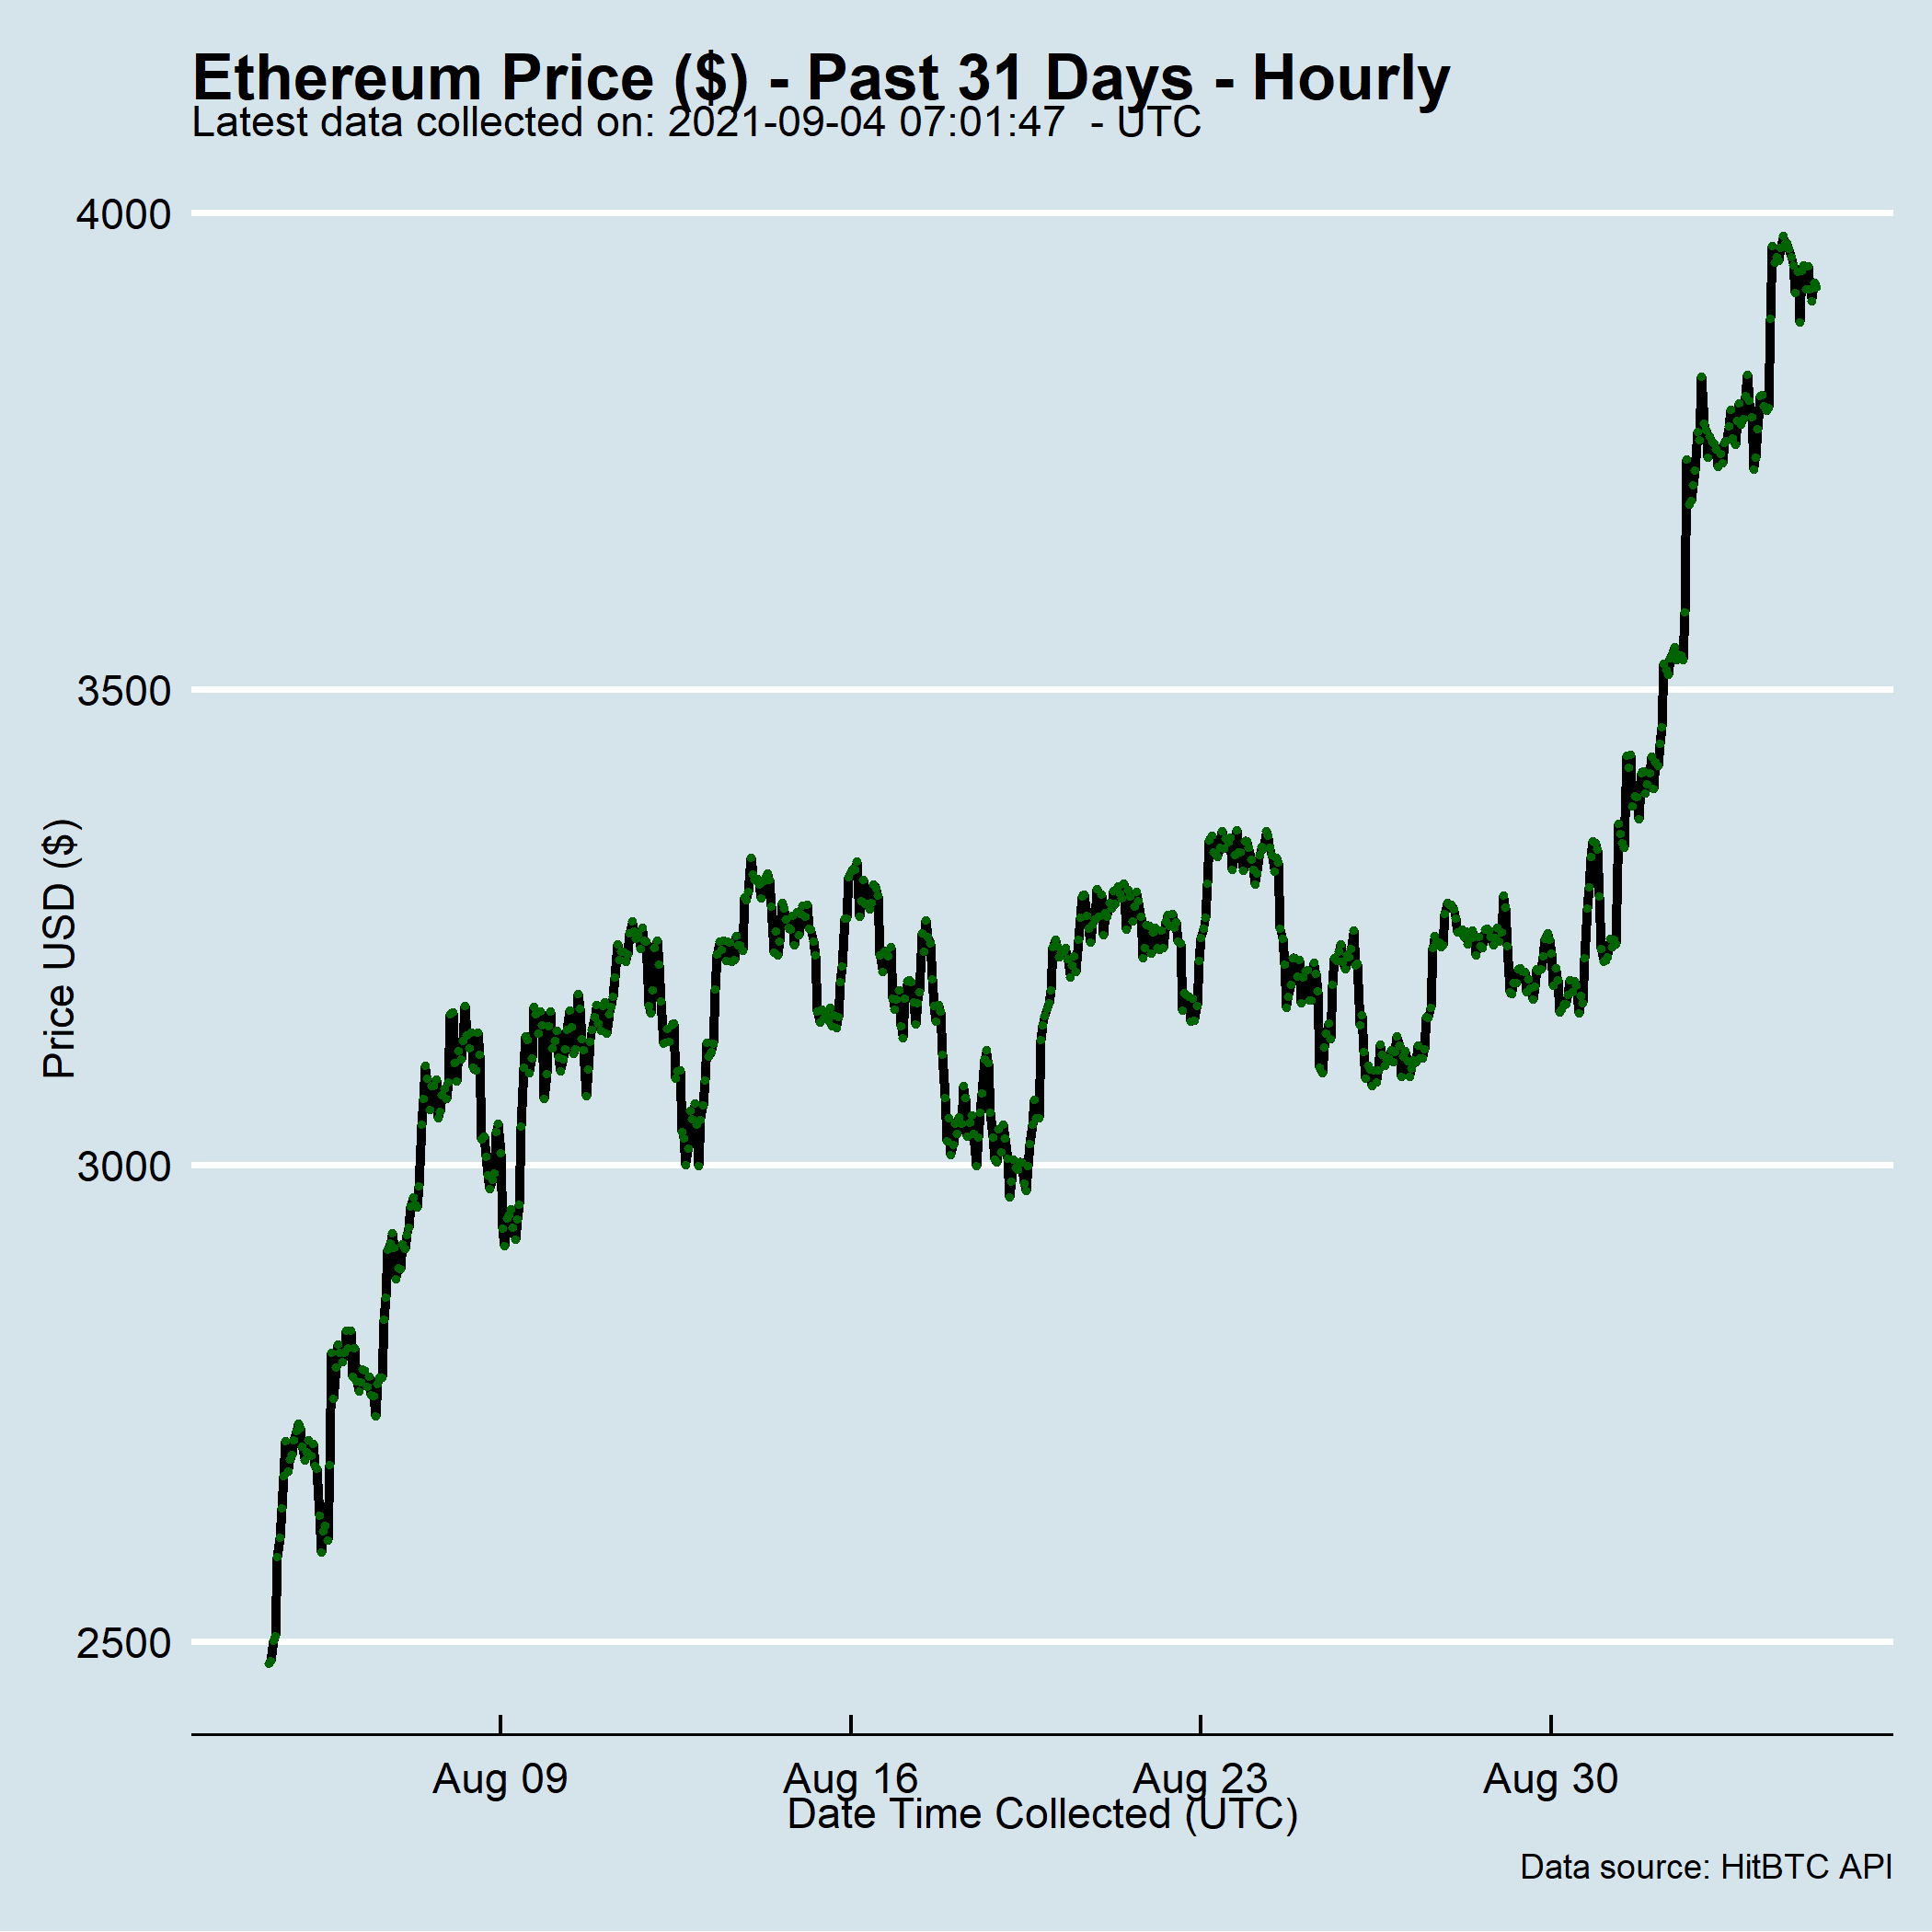 Ethereum Price ($) - Past 31 Days - Hourly
Latest data collected on: 2021-09-04 07:01:47  - UTC
4000
3500
3000
2500
Price USD ($)
Aug 09 Aug 16 Aug 23 Aug 30
Date Time Collected (UTC)
Data source: HitBTC API